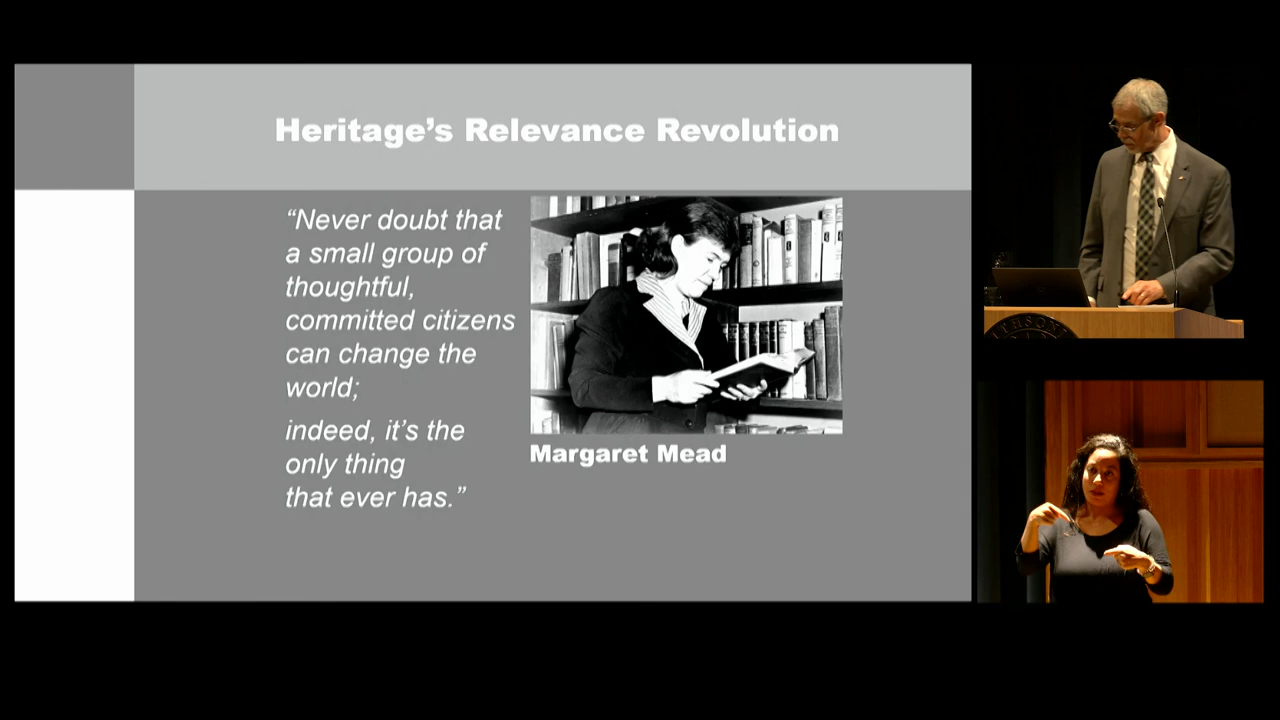 Heritage’s Relevance Revolution
“Never doubt that
a small group of
thoughtful,
committed citizens
can change the
world;
indeed, it’s the
only thing
that ever has.”
Margaret Mead